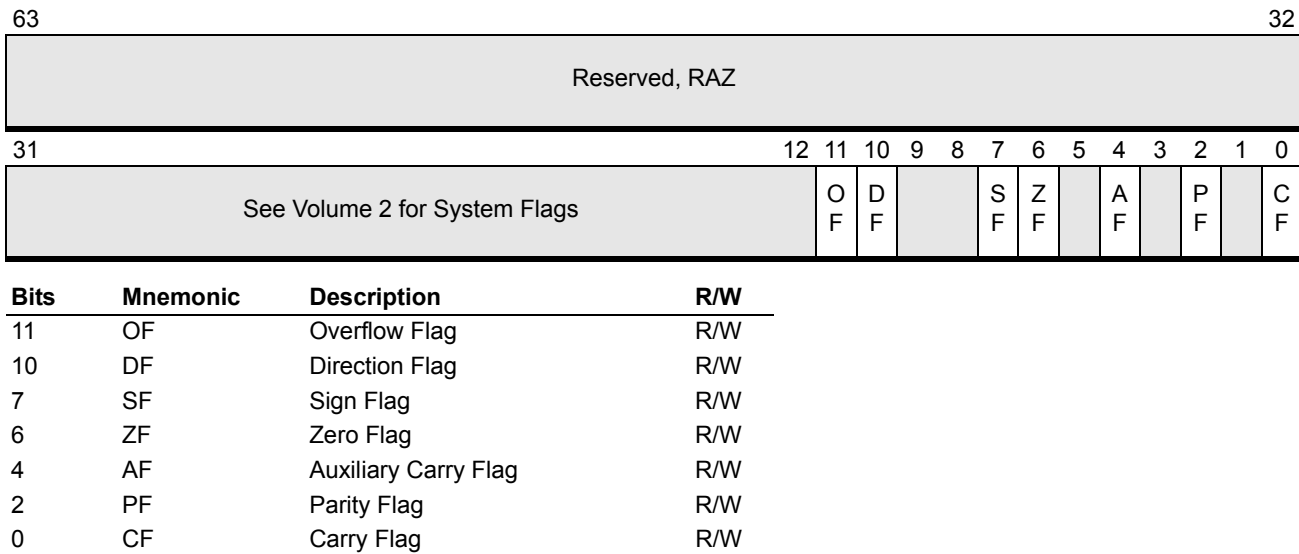 63 32
Reserved, RAZ
31 12 11 10 9 8 7 6 5 4 3 2 1 0
See Volume 2 for System Flags
O D S Z A P C
F F F F F F F
Bits Mnemonic Description R/W
11 OF Overflow Flag R/W
10 DF Direction Flag R/W
7 SF Sign Flag R/W
6 ZF Zero Flag R/W
4 AF Auxiliary Carry Flag R/W
2 PF Parity Flag R/W
0 CF Carry Flag R/W